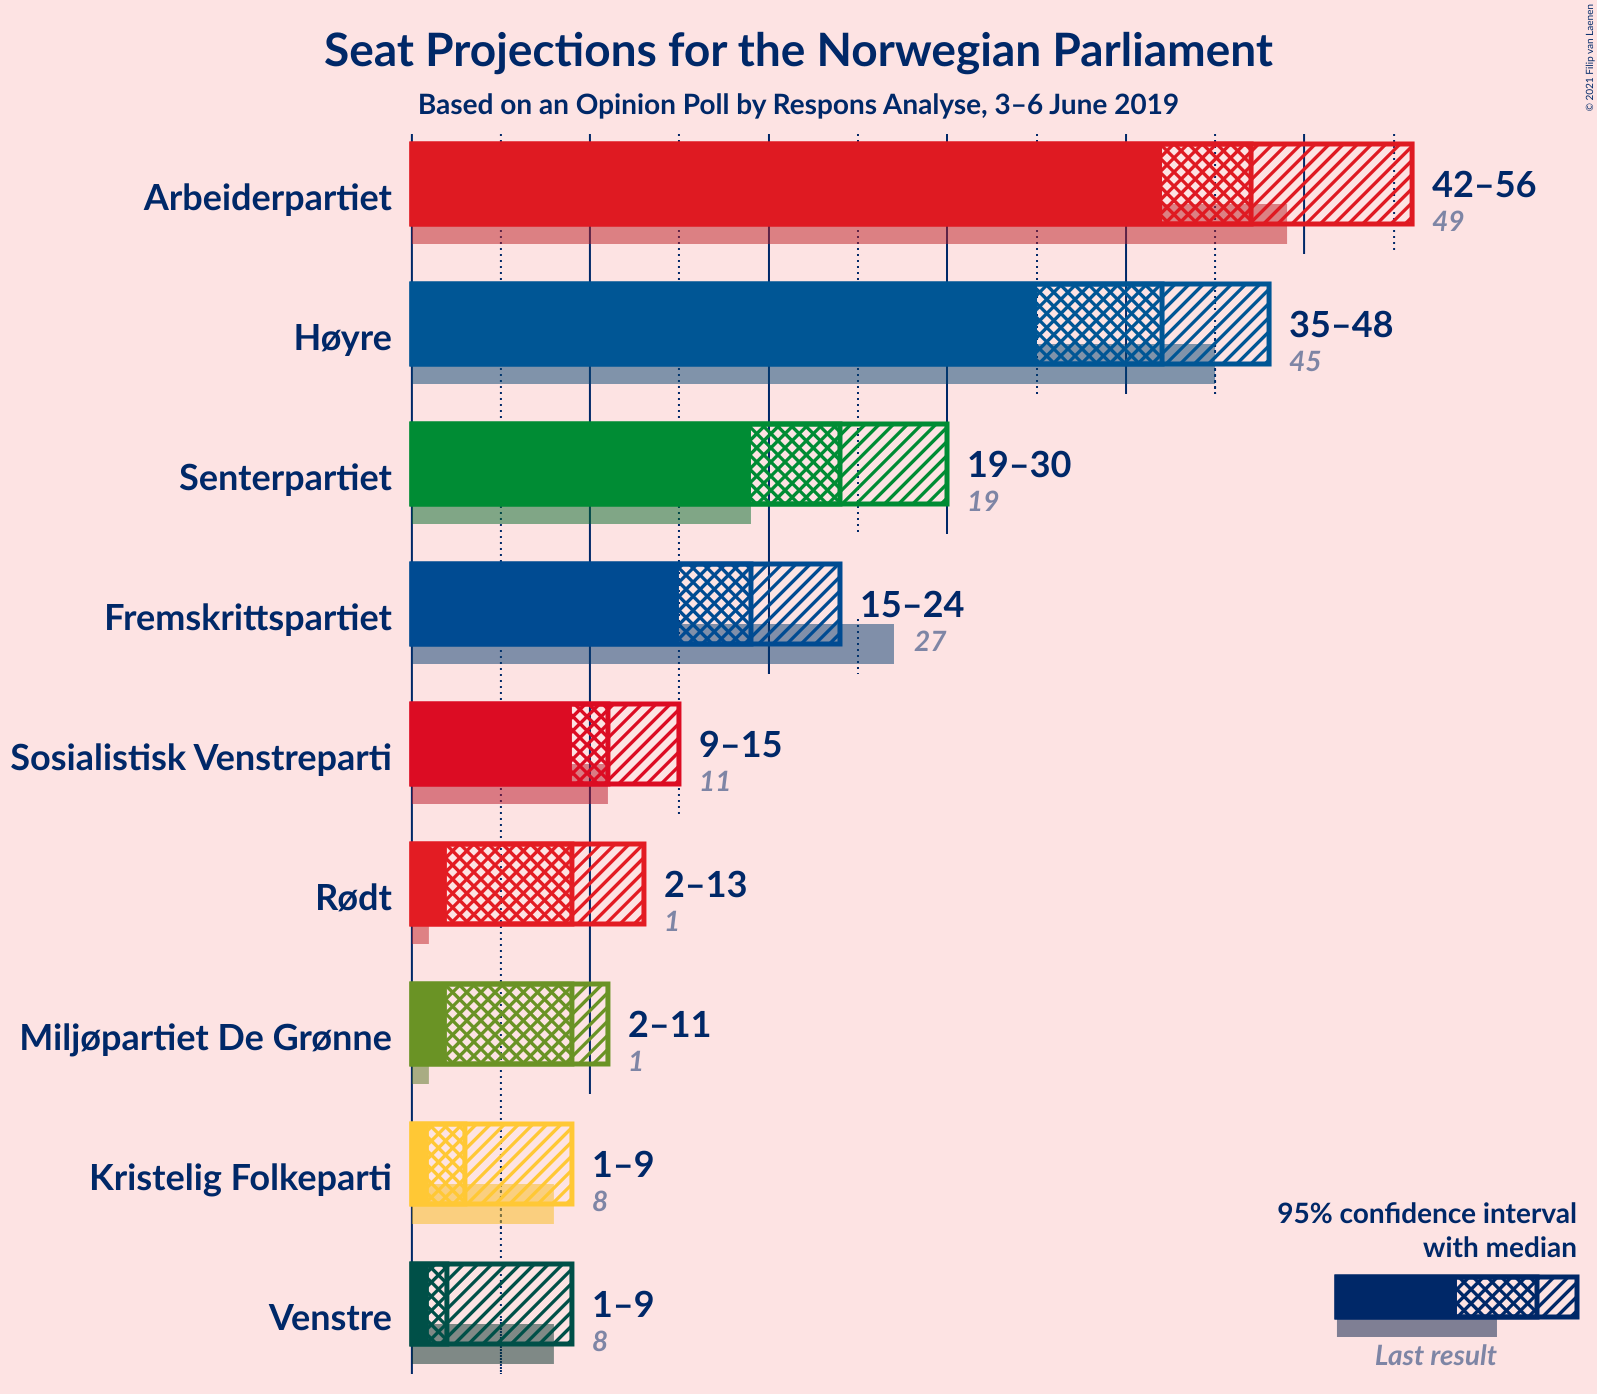 Seat Projections for the Norwegian Parliament
Based on an Opinion Poll by Respons Analyse, 3–6 June 2019
© 2021 Filip van Laenen
Arbeiderpartiet
42–56
49
Høyre
35–48
45
Senterpartiet
19–30
19
Fremskrittspartiet
15–24
27
Sosialistisk Venstreparti
9–15
11
Rødt
2–13
1
Miljøpartiet De Grønne
2–11
1
Kristelig Folkeparti
1–9
8
Venstre
1–9
8
95% confidence interval
with median
Last result